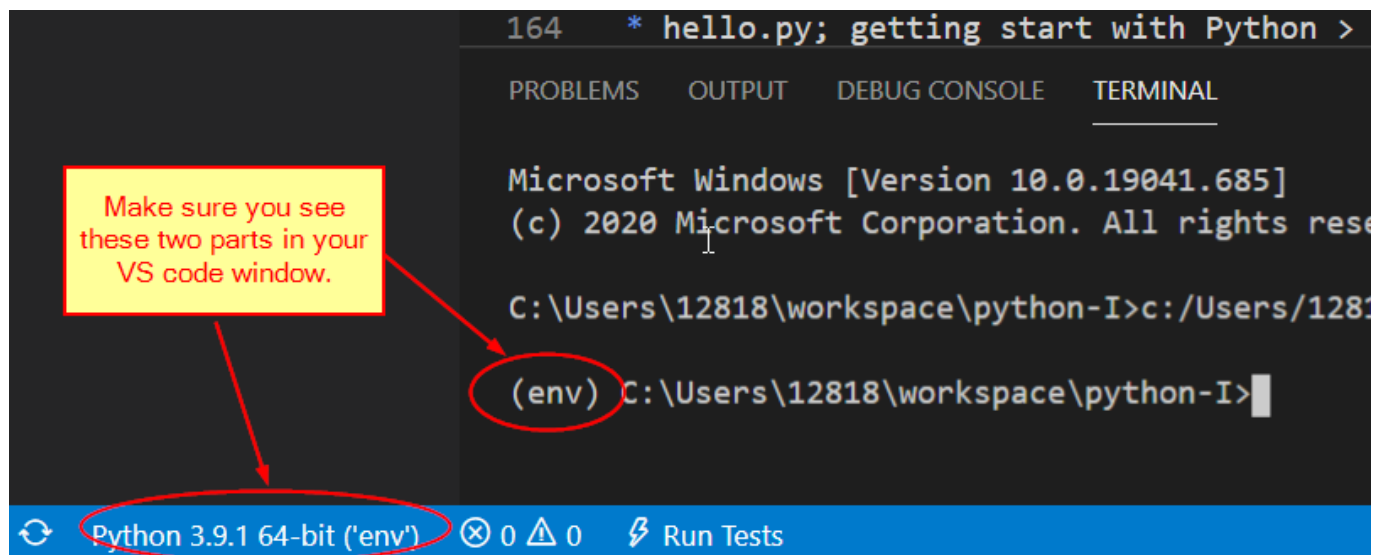 164 * hello.py; getting start with Python >
PROBLEMS OUTPUT DEBUG CONSOLE TERMINAL
Microsoft Windows [Version 10.0.19041.685]
(c) 2020 Microsoft Corporation. All rights rese
Make sure you see
these two parts in your
VS code window.
C:\Users\12818\workspace\python-I>c:/Users/1281
(env) C:\Users\12818\workspace\python-I>
Python 3.9.1 64-bit ('env') 0 0 Run Tests